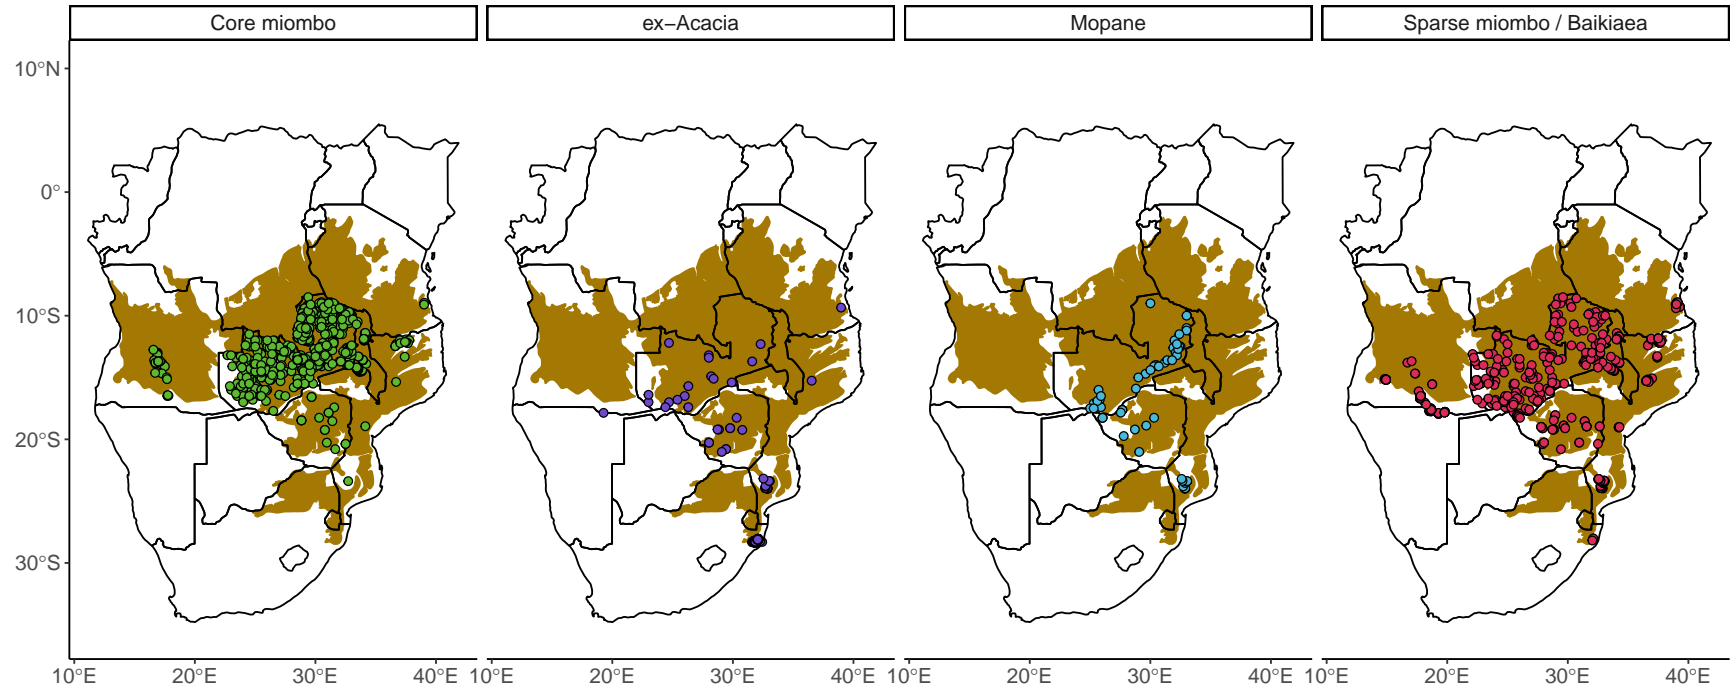 Core miombo
ex−Acacia
Mopane
Sparse miombo / Baikiaea
10°N
0°
10°S
20°S
30°S
10°E 20°E 30°E 40°E 10°E 20°E 30°E 40°E 10°E 20°E 30°E 40°E 10°E 20°E 30°E 40°E